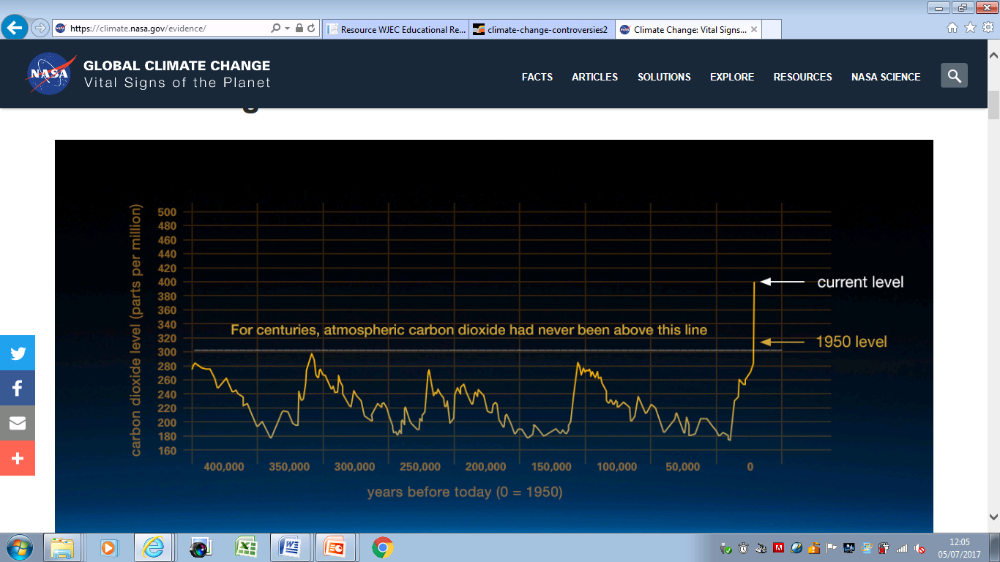 https://climate.nasa.gov/evidence/
Resource WJEC Educational Re...
climate-change-controversies2
Climate Change: Vital Signs...
NASA
GLOBAL CLIMATE CHANGE
Vital Signs of the Planet
FACTS
ARTICLES
SOLUTIONS
EXPLORE
RESOURCES
NASA SCIENCE
carbon dioxide level (parts per million)
500
480
460
440
420
400
380
360
340
320
300
280
260
240
220
200
180
160
current level
For centuries, atmospheric carbon dioxide had never been above this line
1950 level
400,000
350,000
300,000
250,000
200,000
150,000
100,000
50,000
0
years before today (0 = 1950)
12:05
05/07/2017